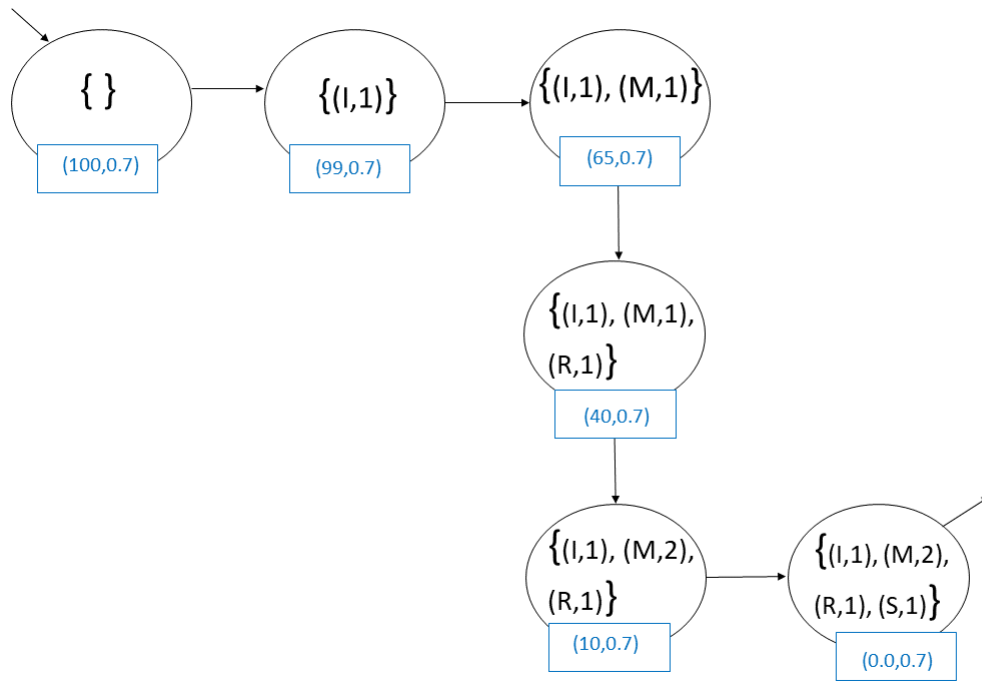 { }
(100,0.7)
{(I,1)}
(99,0.7)
{(I,1), (M,1)}
(65,0.7)
{(I,1), (M,1),
(R,1)}
(40,0.7)
{(I,1), (M,2),
(R,1)}
(10,0.7)
{(I,1), (M,2),
(R,1), (S,1)}
(0.0,0.7)